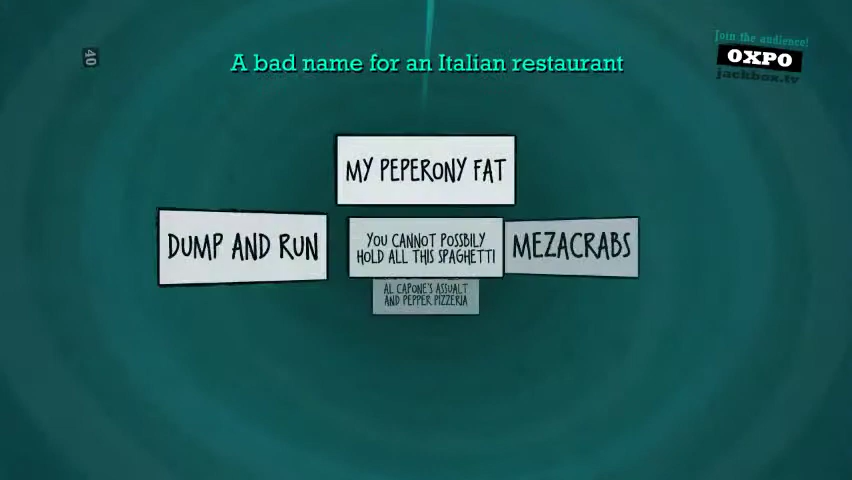 Join the audience!
OXPO
jackbox.tv
40
A bad name for an Italian restaurant
MY PEPERONY FAT
DUMP AND RUN
YOU CANNOT POSSBILY
HOLD ALL THIS SPAGHETTI
MEZACRABS
AL CAPONE'S ASSUALT
AND PEPPER PIZZERIA